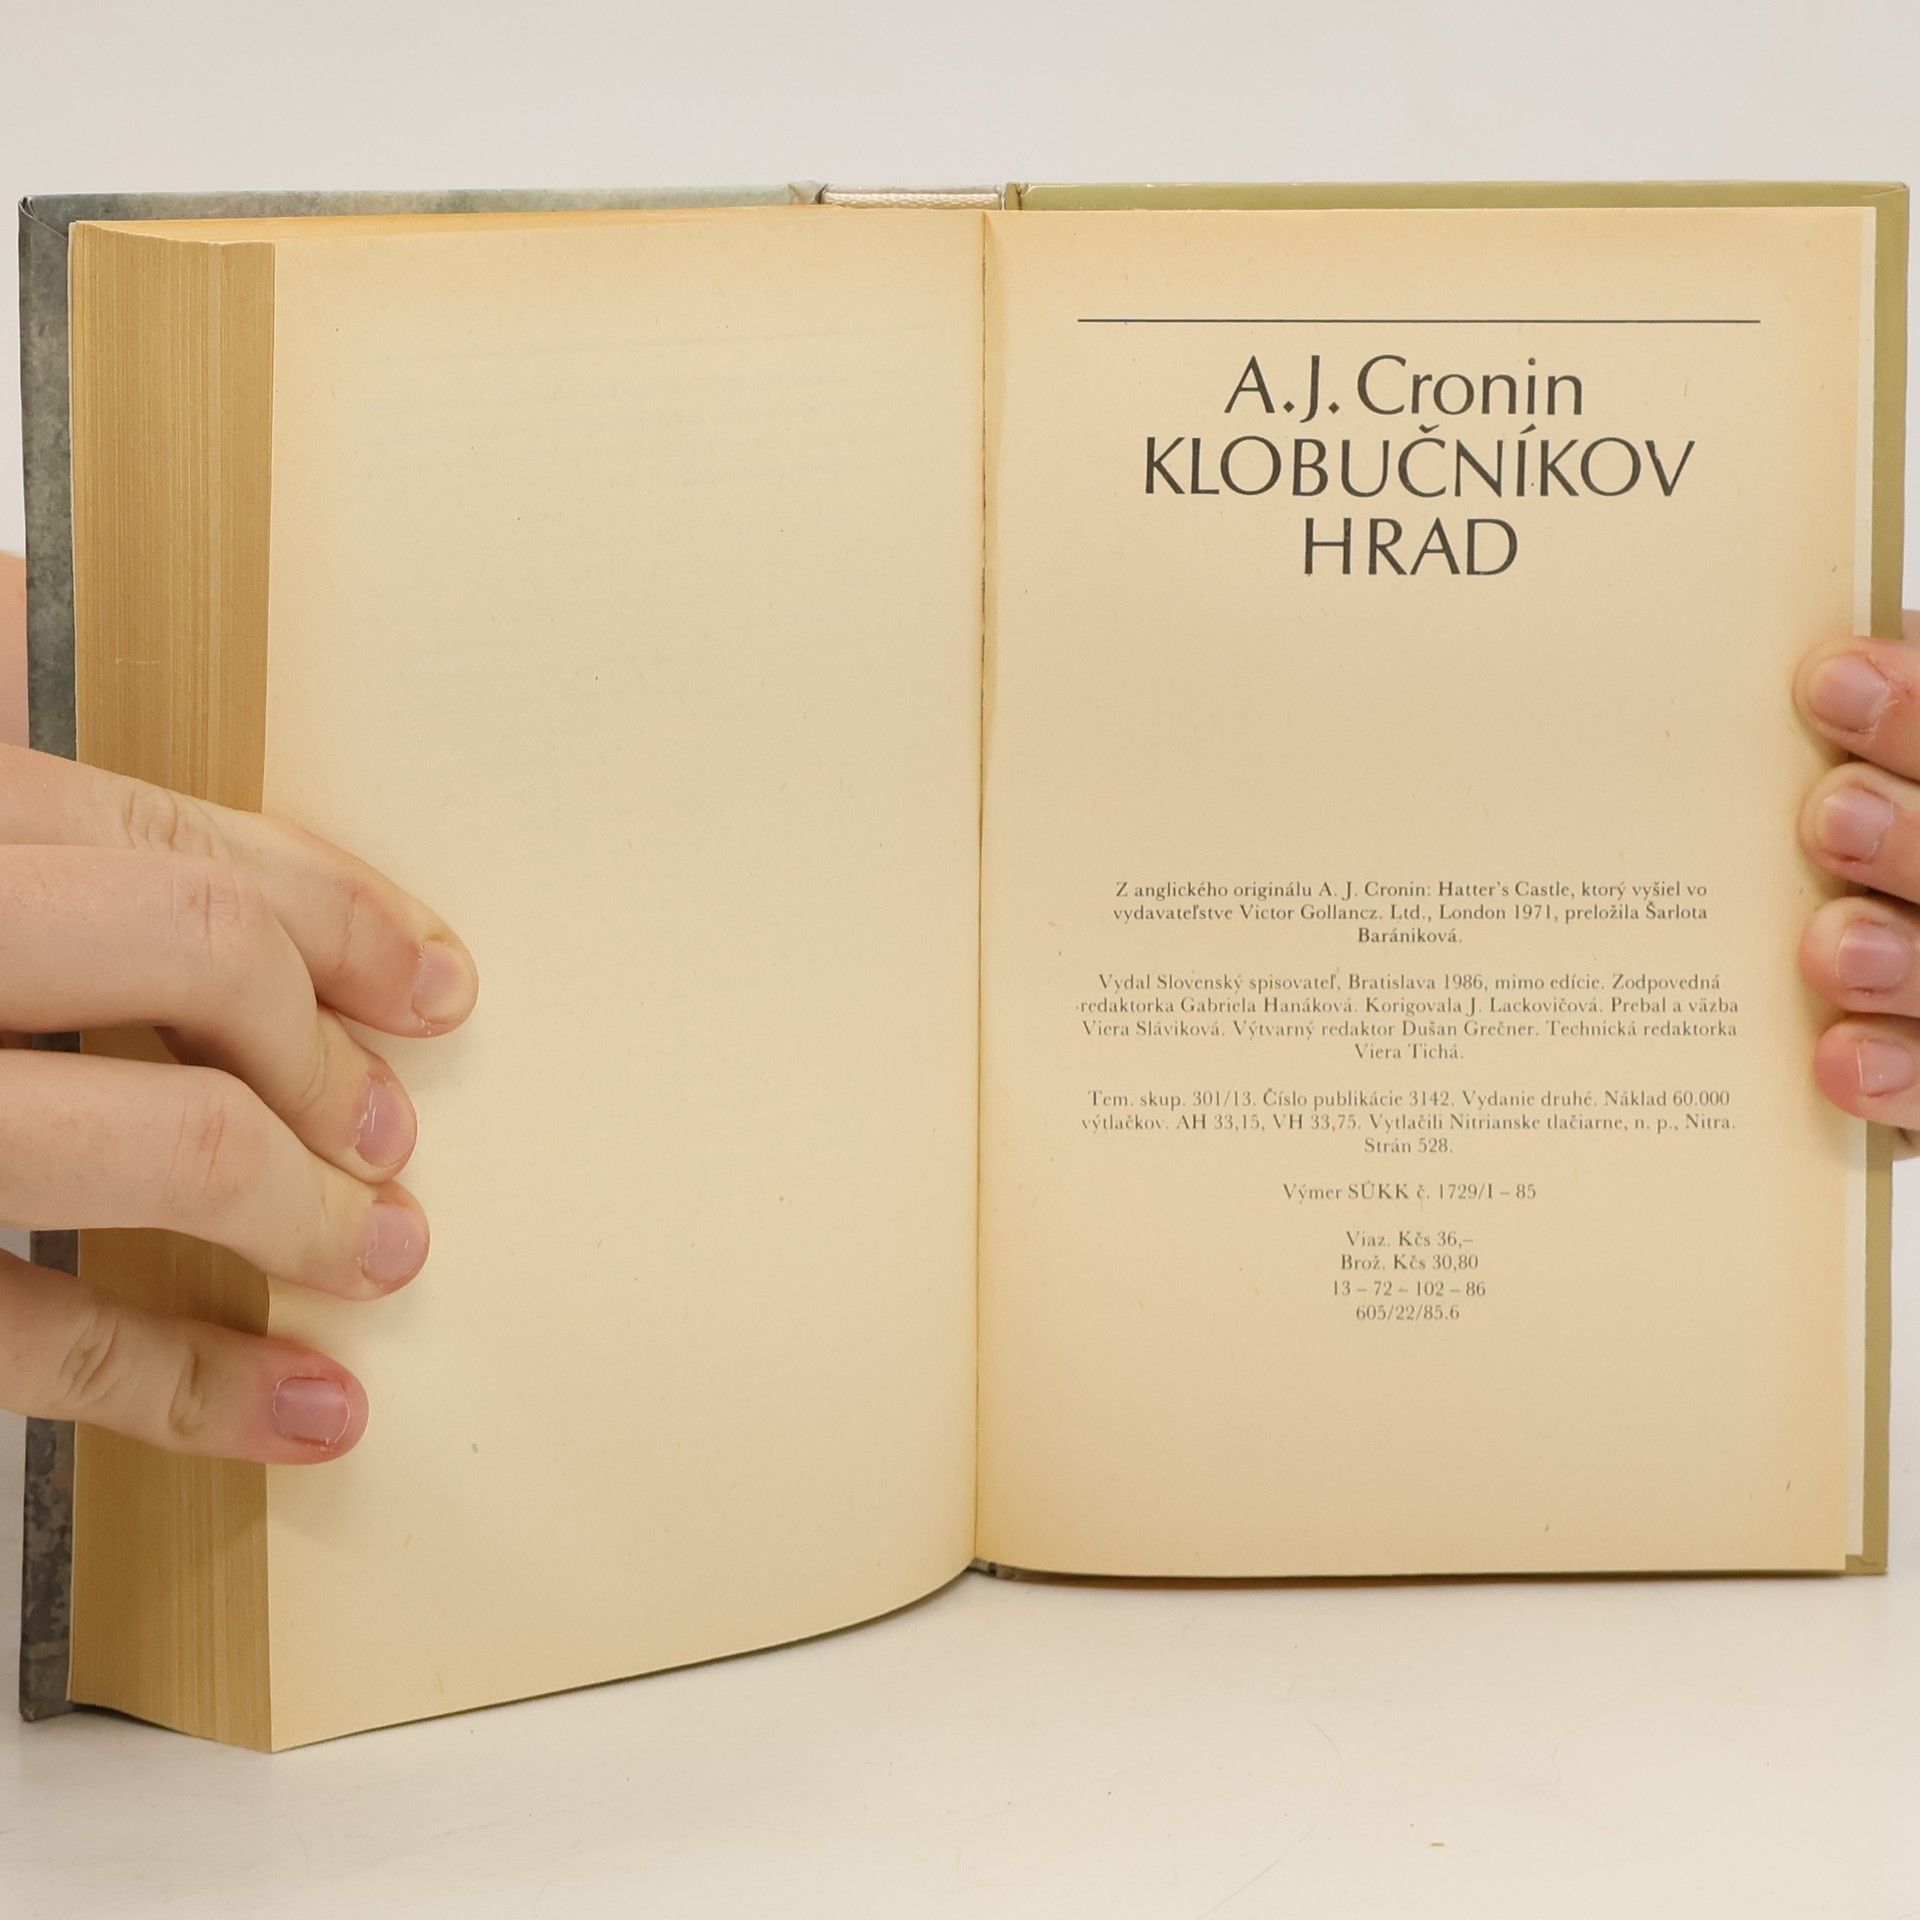 A. J. Cronin
KLOBUČNÍKOV
HRAD
Z anglického originálu A. J. Cronin: Hatter's Castle, ktorý vyšiel vo
vydavateľstve Victor Gollancz. Ltd., London 1971, preložila Šarlota
Barániková.
Vydal Slovenský spisovateľ, Bratislava 1986, mimo edície. Zodpovedná
redaktorka Gabriela Hanáková. Korigovala J. Lackovičová. Prebal a väzba
Viera Sláviková. Výtvarný redaktor Dušan Grečner. Technická redaktorka
Viera Tichá.
Tem. skup. 301/13. Číslo publikácie 3142. Vydanie druhé. Náklad 60.000
výtlačkov. AH 33,15, VH 33,75. Vytlačili Nitrianske tlačiarne, n. p., Nitra.
Strán 528.
Výmer SÚKK č. 1729/I – 85
Viaz. Kčs 36,–
Brož. Kčs 30,80
13 – 72 – 102 – 86
605/22/85.6